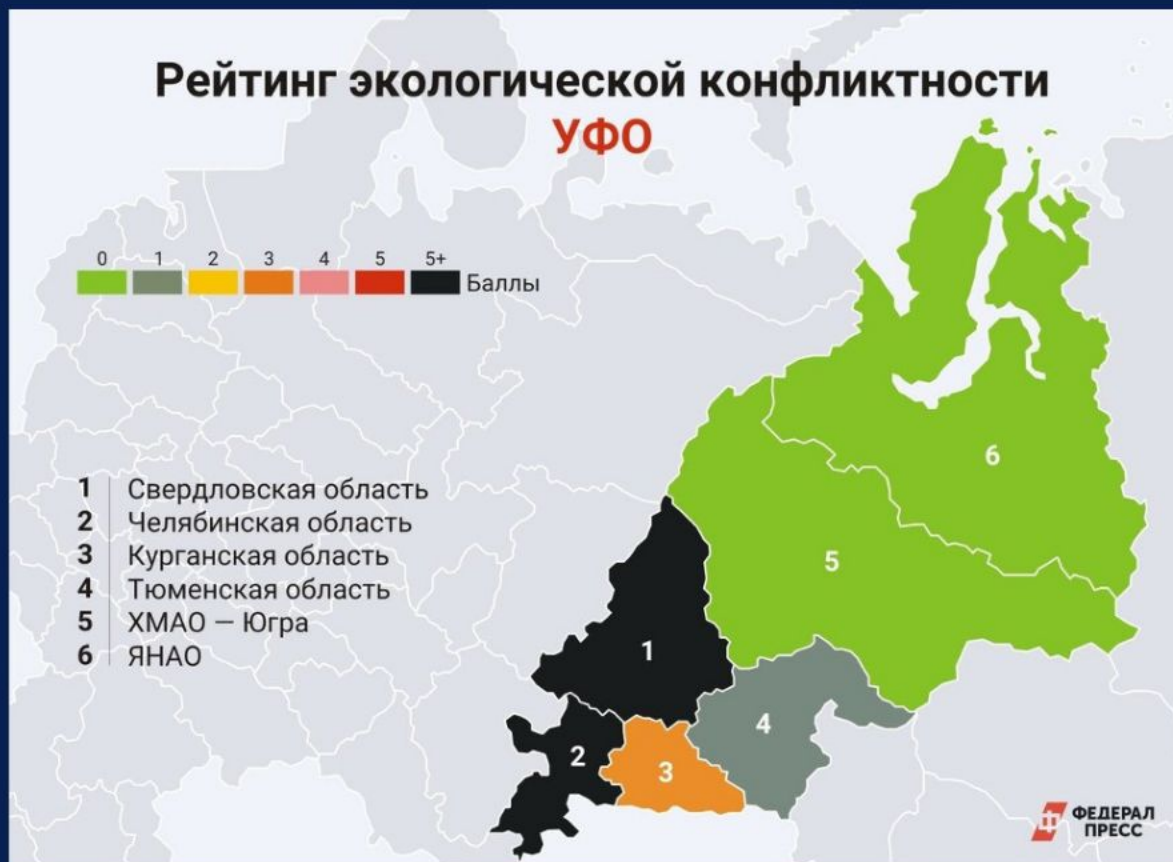 Рейтинг экологической конфликтности
УФО
0 1 2 3 4 5 5+
Баллы
1 Свердловская область
2 Челябинская область
3 Курганская область
4 Тюменская область
5 ХМАО — Югра
6 ЯНАО
6
5
1
4
2
3
Ф ФЕДЕРАЛ
ПРЕСС